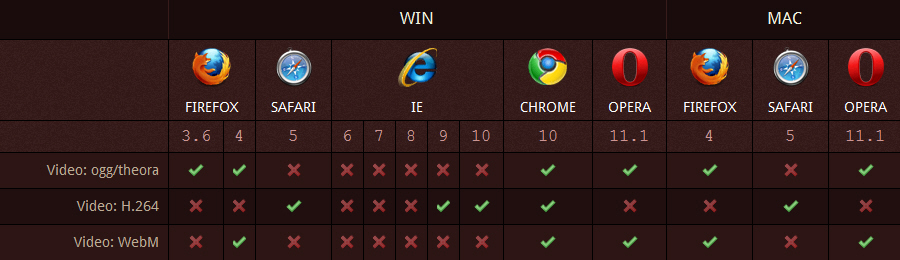 WIN MAC
FIREFOX SAFARI IE CHROME OPERA FIREFOX SAFARI OPERA
3.6 4 5 6 7 8 9 10 10 11.1 4 5 11.1
Video: ogg/theora
Video: H.264
Video: WebM